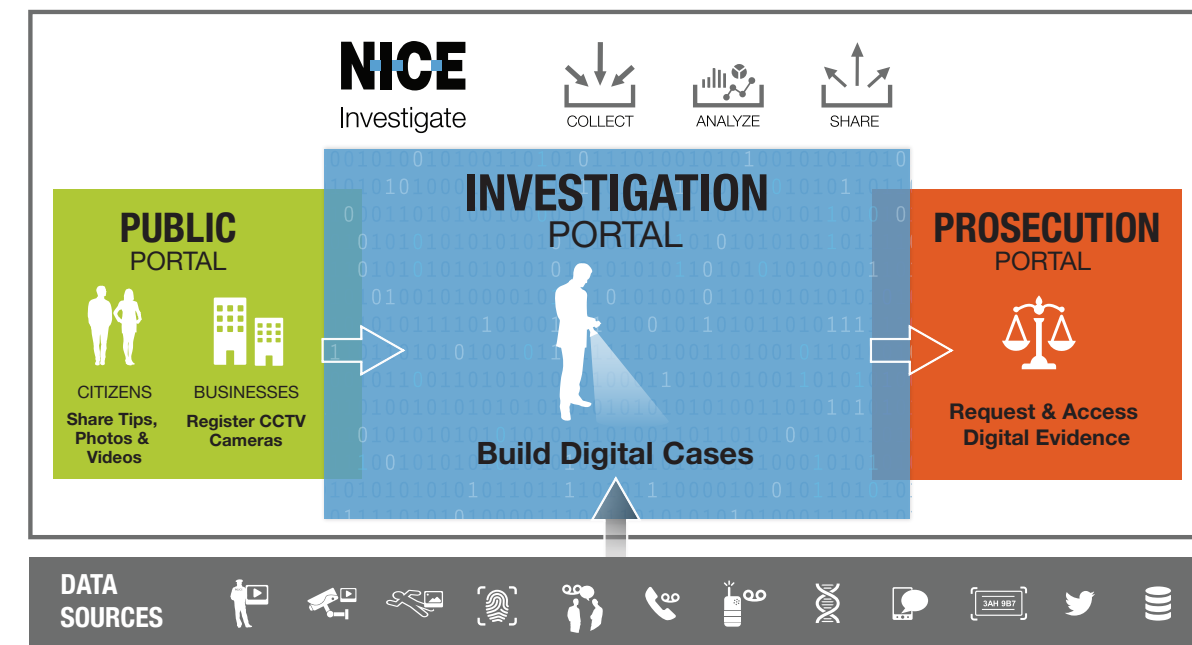 NICE
Investigate
COLLECT
ANALYZE
SHARE
PUBLIC
PORTAL
CITIZENS
Share Tips,
Photos &
Videos
BUSINESSES
Register CCTV
Cameras
INVESTIGATION
PORTAL
Build Digital Cases
PROSECUTION
PORTAL
Request & Access
Digital Evidence
DATA
SOURCES
3AH 9B7